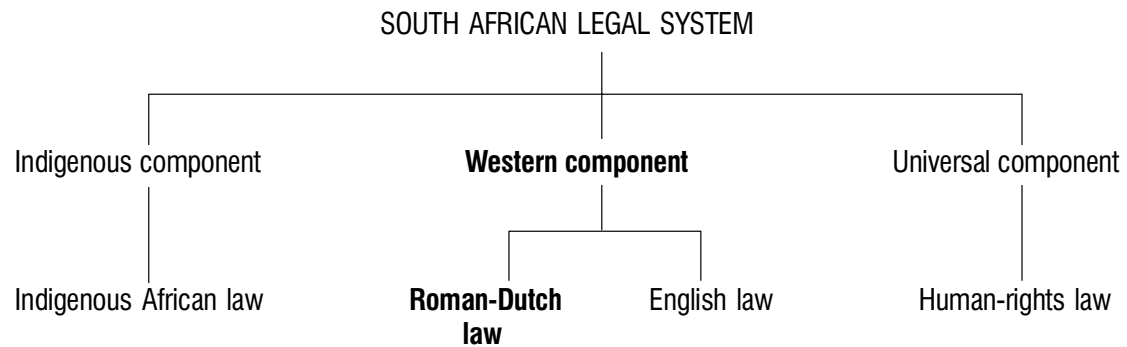 SOUTH AFRICAN LEGAL SYSTEM
Indigenous component
Western component
Universal component
Indigenous African law
Roman-Dutch
law
English law
Human-rights law